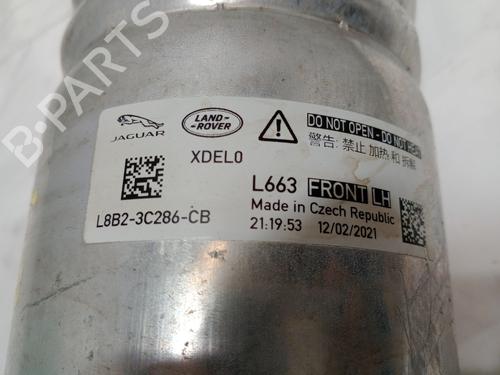 B-PARTS
JAGUAR
LAND-
ROVER
DO NOT OPEN - DO NOT HEAT
警告: 禁止 加热 和 拆解
XDEL0
L663 FRONT LH
L8B2-3C286-CB
Made in Czech Republic
21:19:53 12/02/2021